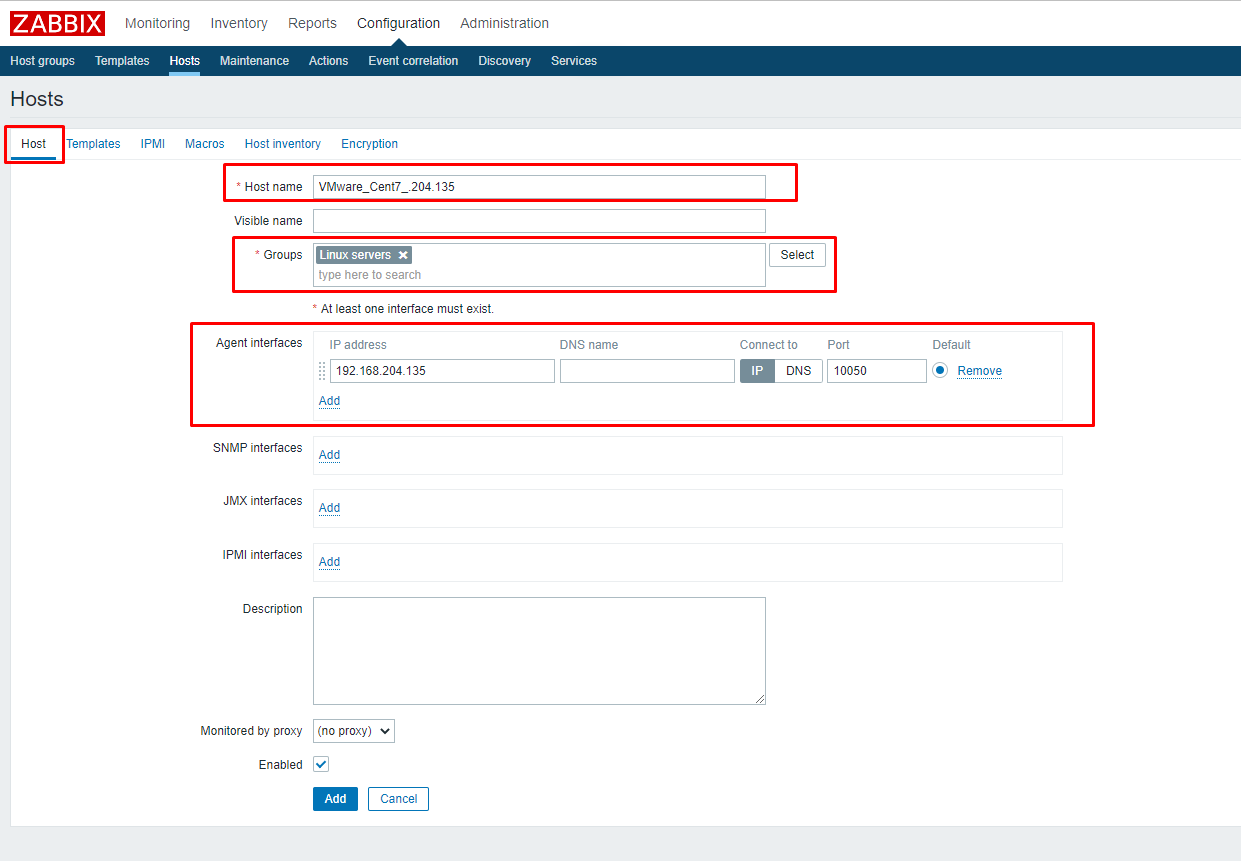 ZABBIX Monitoring Inventory Reports Configuration Administration
Host groups Templates Hosts Maintenance Actions Event correlation Discovery Services
Hosts
Host Templates IPMI Macros Host inventory Encryption
* Host name VMware_Cent7_.204.135
Visible name
* Groups Linux servers Select
type here to search
* At least one interface must exist.
Agent interfaces IP address DNS name Connect to Port Default
192.168.204.135 IP DNS 10050 Remove
Add
SNMP interfaces Add
JMX interfaces Add
IPMI interfaces Add
Description
Monitored by proxy (no proxy)
Enabled
Add Cancel